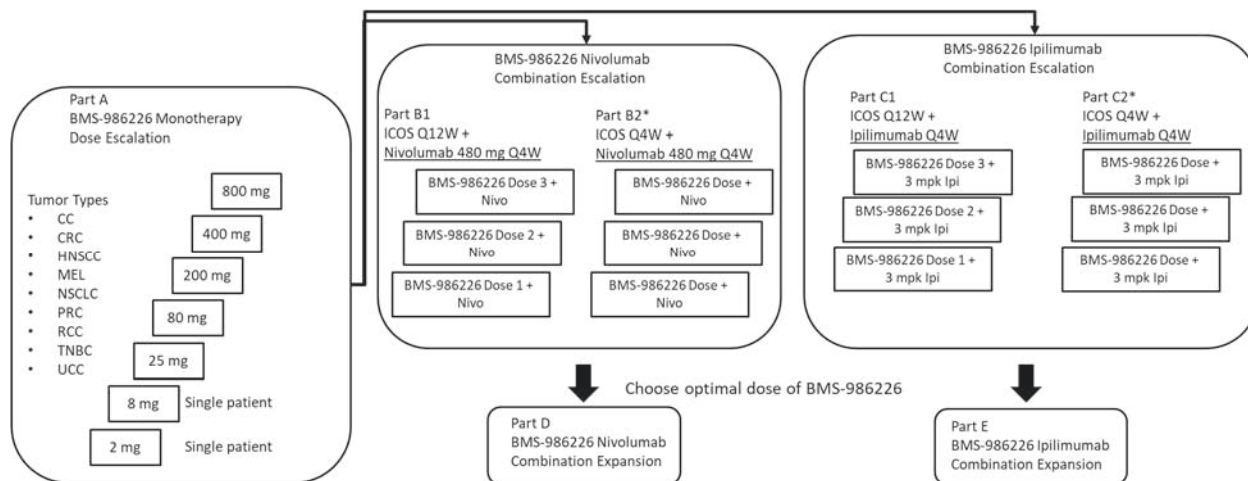 Part A
BMS-986226 Monotherapy
Dose Escalation
Tumor Types
• CC
• CRC
• HNSCC
• MEL
• NSCLC
• PRC
• RCC
• TNBC
• UCC
800 mg
400 mg
200 mg
80 mg
25 mg
8 mg Single patient
2 mg Single patient
BMS-986226 Nivolumab
Combination Escalation
Part B1
ICOS Q12W +
Nivolumab 480 mg Q4W
BMS-986226 Dose 3 +
Nivo
BMS-986226 Dose 2 +
Nivo
BMS-986226 Dose 1 +
Nivo
Part B2*
ICOS Q4W +
Nivolumab 480 mg Q4W
BMS-986226 Dose +
Nivo
BMS-986226 Dose +
Nivo
BMS-986226 Dose +
Nivo
BMS-986226 Ipilimumab
Combination Escalation
Part C1
ICOS Q12W +
Ipilimumab Q4W
BMS-986226 Dose 3 +
3 mpk Ipi
BMS-986226 Dose 2 +
3 mpk Ipi
BMS-986226 Dose 1 +
3 mpk Ipi
Part C2*
ICOS Q4W +
Ipilimumab Q4W
BMS-986226 Dose +
3 mpk Ipi
BMS-986226 Dose +
3 mpk Ipi
BMS-986226 Dose +
3 mpk Ipi
Choose optimal dose of BMS-986226
Part D
BMS-986226 Nivolumab
Combination Expansion
Part E
BMS-986226 Ipilimumab
Combination Expansion